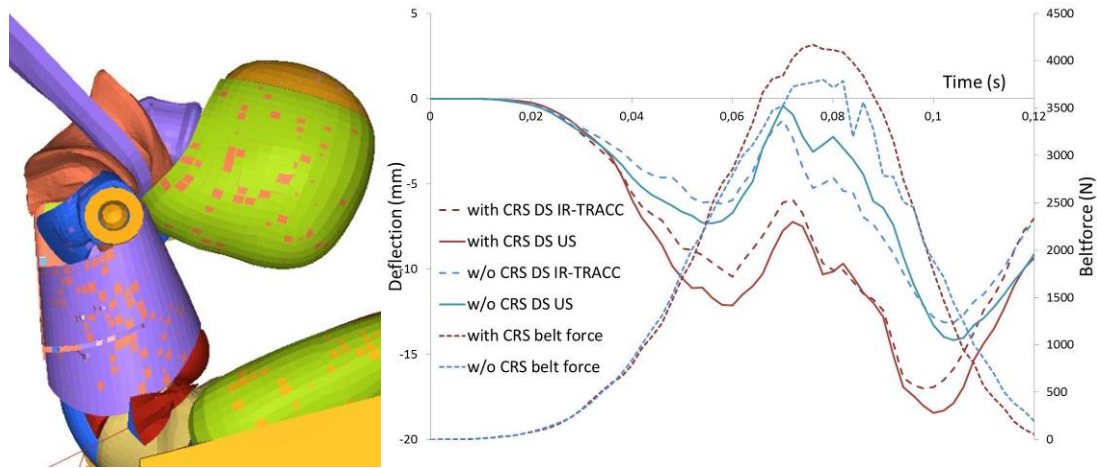 5
0
-5
-10
-15
-20
Deflection (mm)
0
0,02
0,04
0,06
0,08
0,1
0,12
Time (s)
4500
4000
3500
3000
2500
2000
1500
1000
500
0
Beltforce (N)
with CRS DS IR-TRACC
with CRS DS US
w/o CRS DS IR-TRACC
w/o CRS DS US
with CRS belt force
w/o CRS belt force